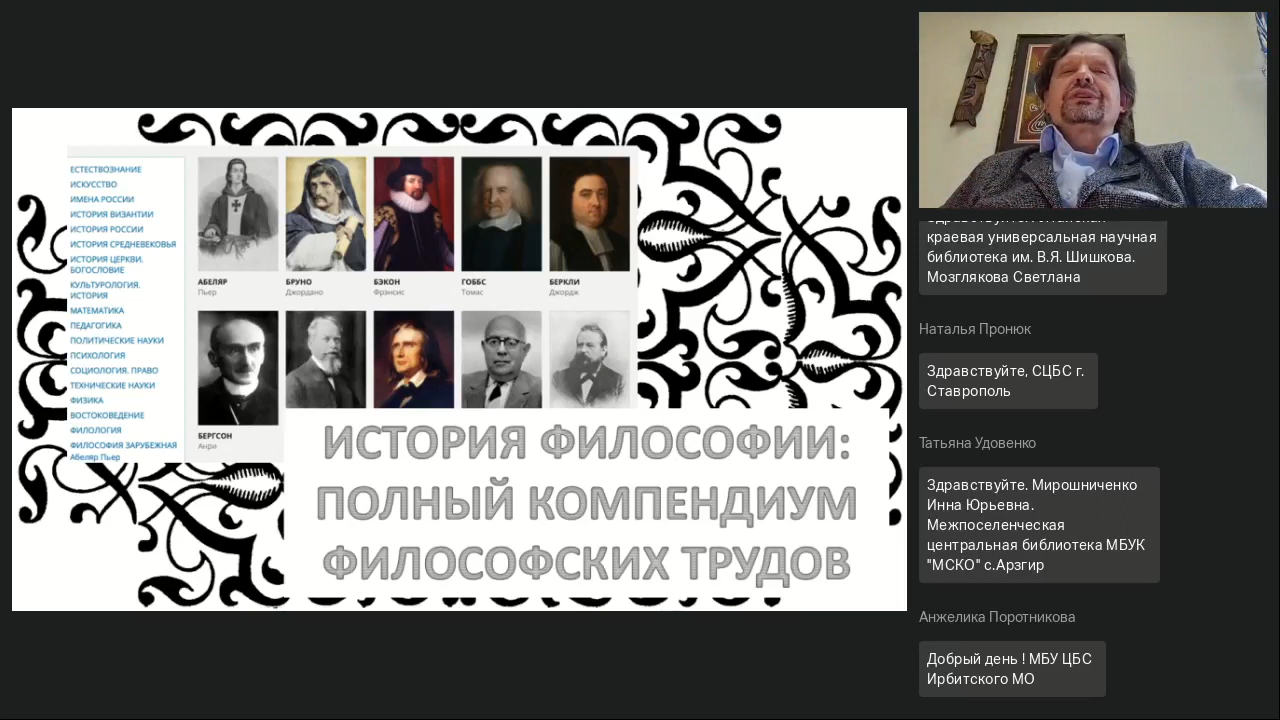 ЕСТЕСТВОЗНАНИЕ
ИСКУССТВО
ИМЕНА РОССИИ
ИСТОРИЯ ВИЗАНТИИ
ИСТОРИЯ РОССИИ
ИСТОРИЯ СРЕДНЕВЕКОВЬЯ
ИСТОРИЯ ЦЕРКВИ.
БОГОСЛОВИЕ
КУЛЬТУРОЛОГИЯ.
ИСТОРИЯ
МАТЕМАТИКА
ПЕДАГОГИКА
ПОЛИТИЧЕСКИЕ НАУКИ
ПСИХОЛОГИЯ
СОЦИОЛОГИЯ. ПРАВО
ТЕХНИЧЕСКИЕ НАУКИ
ФИЗИКА
ВОСТОКОВЕДЕНИЕ
ФИЛОЛОГИЯ
ФИЛОСОФИЯ ЗАРУБЕЖНАЯ
Абеляр Пьер
АБЕЛЯР
Пьер
БРУНО
Джордано
БЭКОН
Фрэнсис
ГОББС
Томас
БЕРКЛИ
Джордж
БЕРГСОН
Анри
ИСТОРИЯ ФИЛОСОФИИ:
ПОЛНЫЙ КОМПЕНДИУМ
ФИЛОСОФСКИХ ТРУДОВ
краевая универсальная научная
библиотека им. В.Я. Шишкова.
Мозглякова Светлана
Наталья Пронюк
Здравствуйте, СЦБС г.
Ставрополь
Татьяна Удовенко
Здравствуйте. Мирошниченко
Инна Юрьевна.
Межпоселенческая
центральная библиотека МБУК
"МСКО" с.Арзгир
Анжелика Поротникова
Добрый день ! МБУ ЦБС
Ирбитского МО